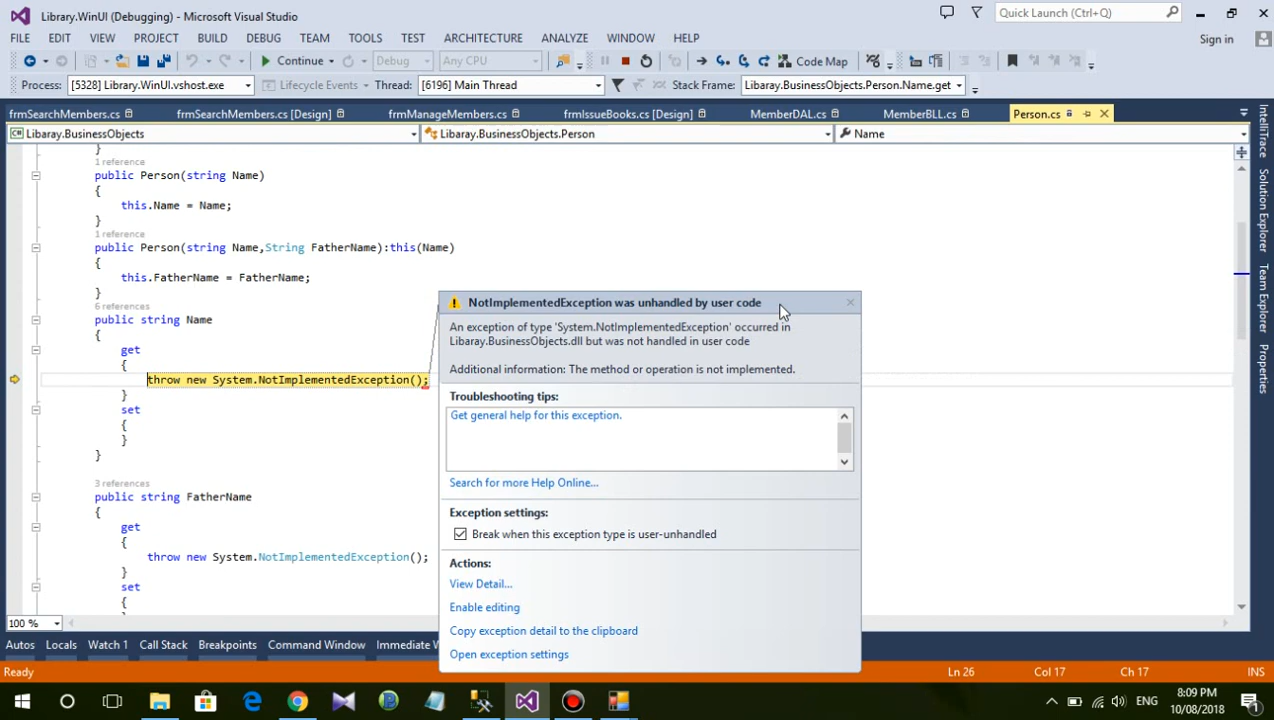 Library.WinUI (Debugging) - Microsoft Visual Studio
Quick Launch (Ctrl+Q)
FILE EDIT VIEW PROJECT BUILD DEBUG TEAM TOOLS TEST ARCHITECTURE ANALYZE WINDOW HELP
Sign in
Continue Debug Any CPU Code Map
Process: [5328] Library.WinUI.vshost.exe Lifecycle Events Thread: [6196] Main Thread Stack Frame: Libaray.BusinessObjects.Person.Name.get
frmSearchMembers.cs frmSearchMembers.cs [Design] frmManageMembers.cs frmIssueBooks.cs [Design] MemberDAL.cs MemberBLL.cs Person.cs
Libaray.BusinessObjects Libaray.BusinessObjects.Person Name
}
1 reference
public Person(string Name)
{
this.Name = Name;
}
1 reference
public Person(string Name,String FatherName):this(Name)
{
this.FatherName = FatherName;
}
6 references
public string Name
{
get
{
throw new System.NotImplementedException();
}
set
{
}
}
3 references
public string FatherName
{
get
{
throw new System.NotImplementedException();
}
set
{
NotImplementedException was unhandled by user code
An exception of type 'System.NotImplementedException' occurred in
Libaray.BusinessObjects.dll but was not handled in user code
Additional information: The method or operation is not implemented.
Troubleshooting tips:
Get general help for this exception.
Search for more Help Online...
Exception settings:
Break when this exception type is user-unhandled
Actions:
View Detail...
Enable editing
Copy exception detail to the clipboard
Open exception settings
IntelliTrace
Solution Explorer
Team Explorer
Properties
100 %
Autos Locals Watch 1 Call Stack Breakpoints Command Window Immediate
Ready Ln 26 Col 17 Ch 17 INS
ENG
8:09 PM
10/08/2018
1